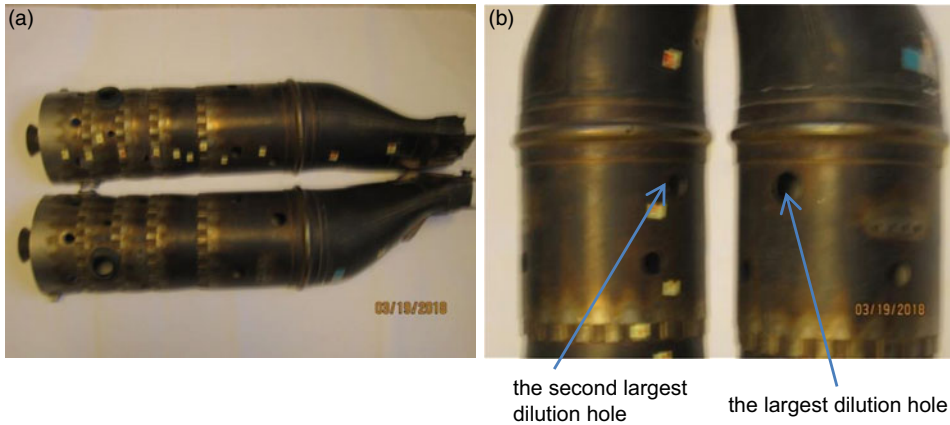 (a)
03/19/2018
(b)
03/19/2018
the second largest
dilution hole
the largest dilution hole